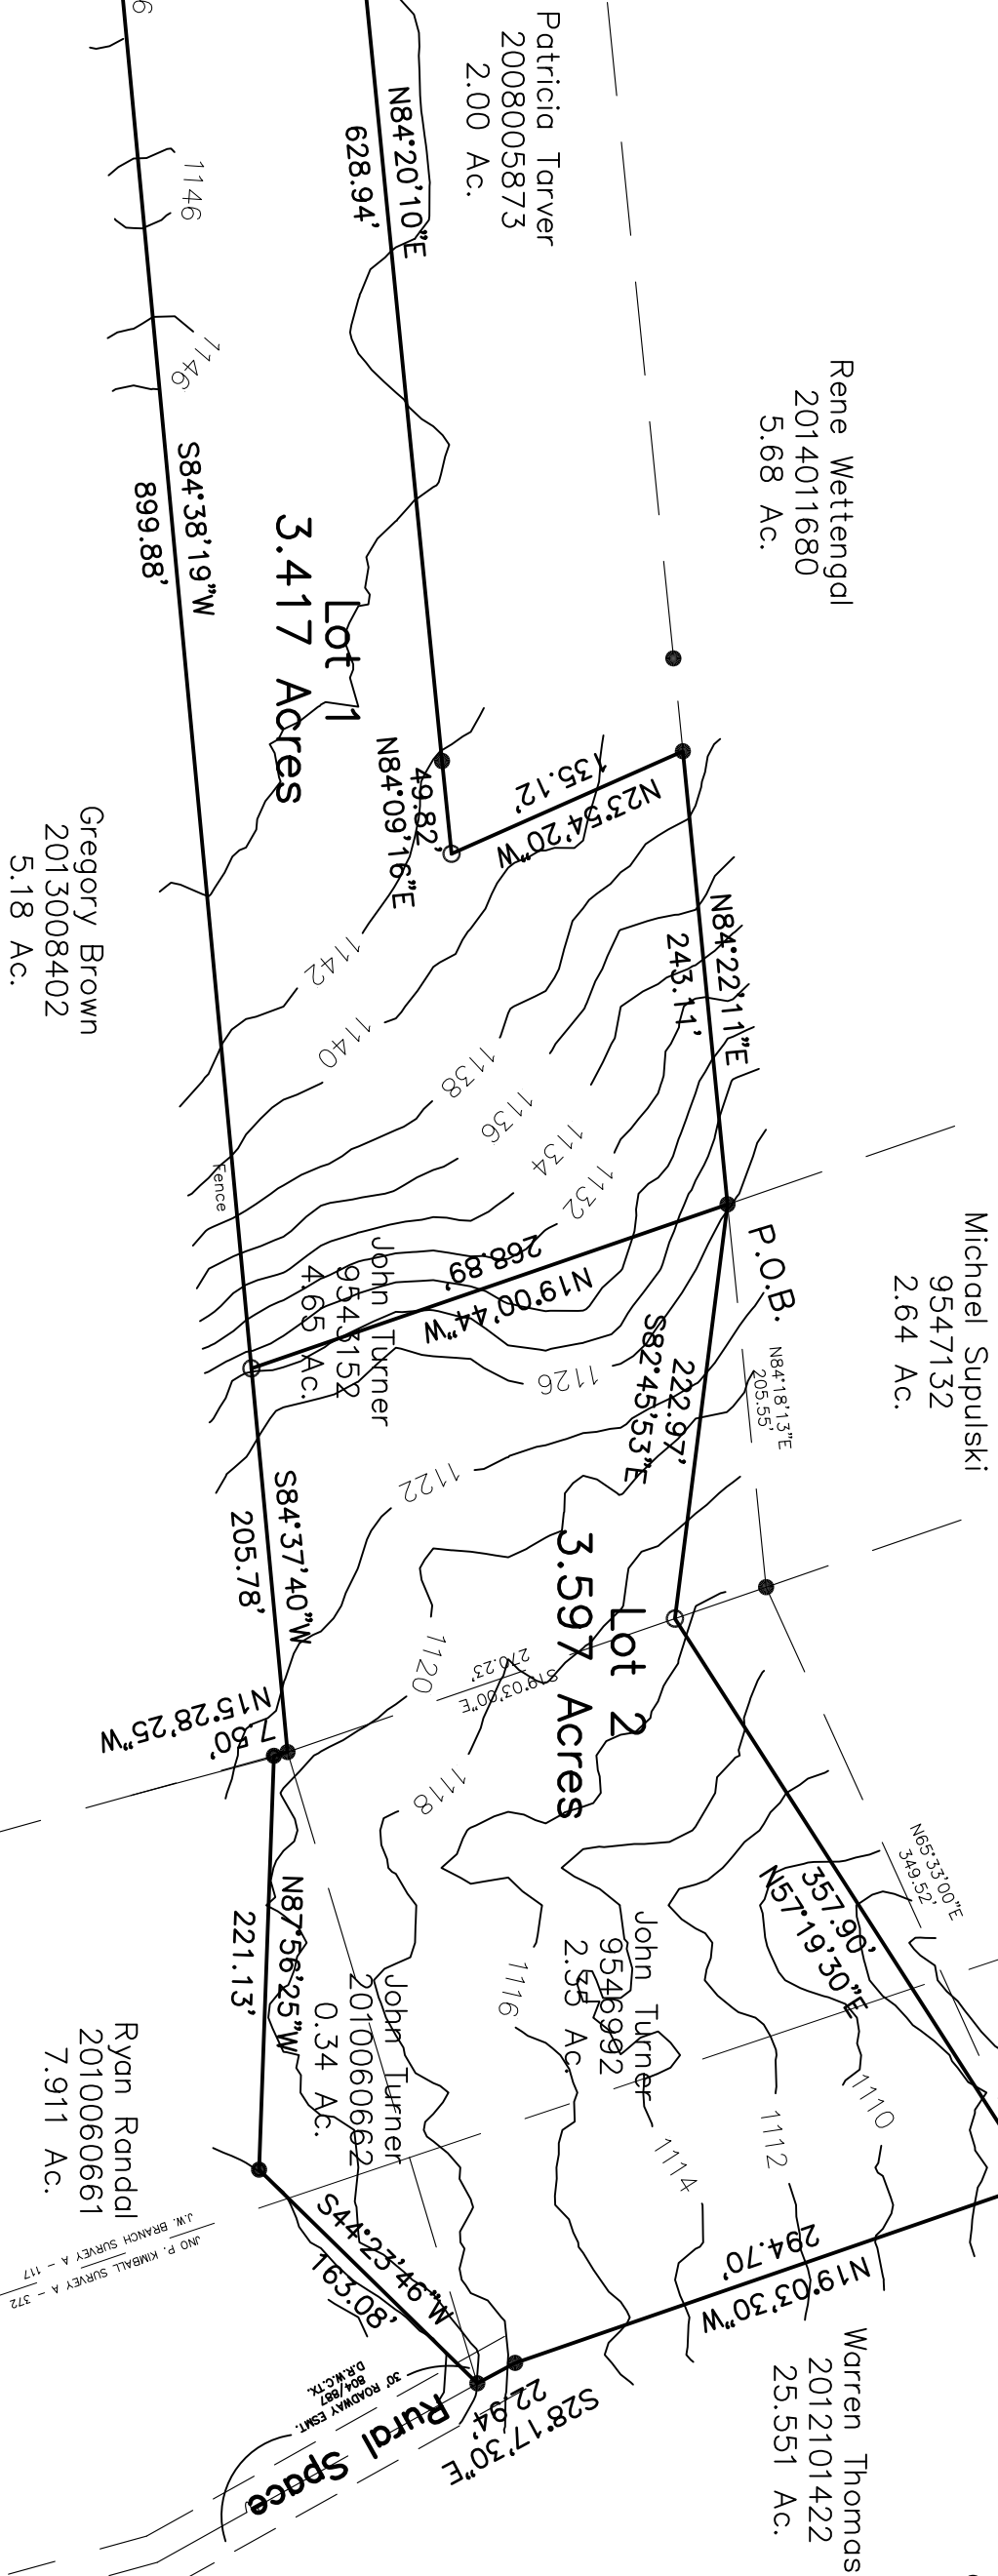 Patricia Tarver
2008005873
2.00 Ac.
N84°20'10"E
628.94'
1146
1146
Rene Wettengal
2014011680
5.68 Ac.
S84°38'19"W
899.88'
Lot 1
3.417 Acres
N84°09'16"E
49.82'
N23°54'20"W
135.12'
Gregory Brown
2013008402
5.18 Ac.
N84°22'11"E
243.11'
1142
1140
1138
1136
1134
1132
Fence
Michael Supulski
9547132
2.64 Ac.
P.O.B.
N84°18'13"E
205.55'
268.89'
N19°00'44"W
John Turner
9543152
4.65 Ac.
222.97'
S82°45'53"E
1126
1122
S84°37'40"W
205.78'
Lot 2
3.597 Acres
1120
S19°03'00"E
270.23'
N15°28'25"W
7.50'
1118
357.90'
N57°19'30"E
N65°33'00"E
349.52'
N87°56'25"W
221.13'
John Turner
9546992
2.35 Ac.
1116
John Turner
2010060662
0.34 Ac.
1110
1112
1114
Ryan Randal
2010060661
7.911 Ac.
J.W. BRANCH SURVEY A - 117
JNO P. KIMBALL SURVEY A - 372
S44°23'46"W
163.08'
294.70'
N19°03'30"W
Warren Thomas
2012101422
25.551 Ac.
30' ROADWAY ESMT.
804/887
D.R.W.C.TX.
22.94'
S28°17'30"E
Rural Space